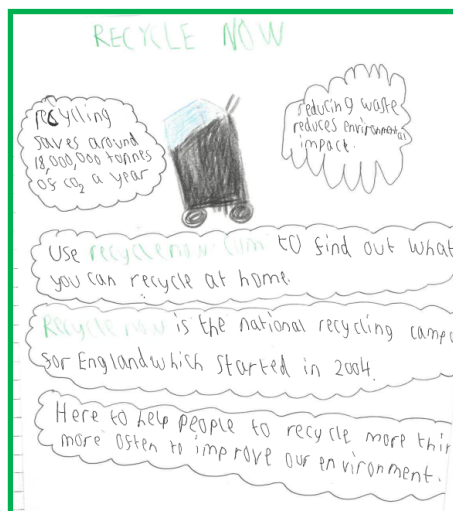 RECYCLE NOW
recycling
saves around
18,000,000 tonnes
of CO₂ a year
reducing waste
reduces environmental
impact.
Use recyclenow.com to find out what
you can recycle at home.
Recycle now is the national recycling
for England which started in 2004.
Here to help people to recycle more
more often to improve our environment.